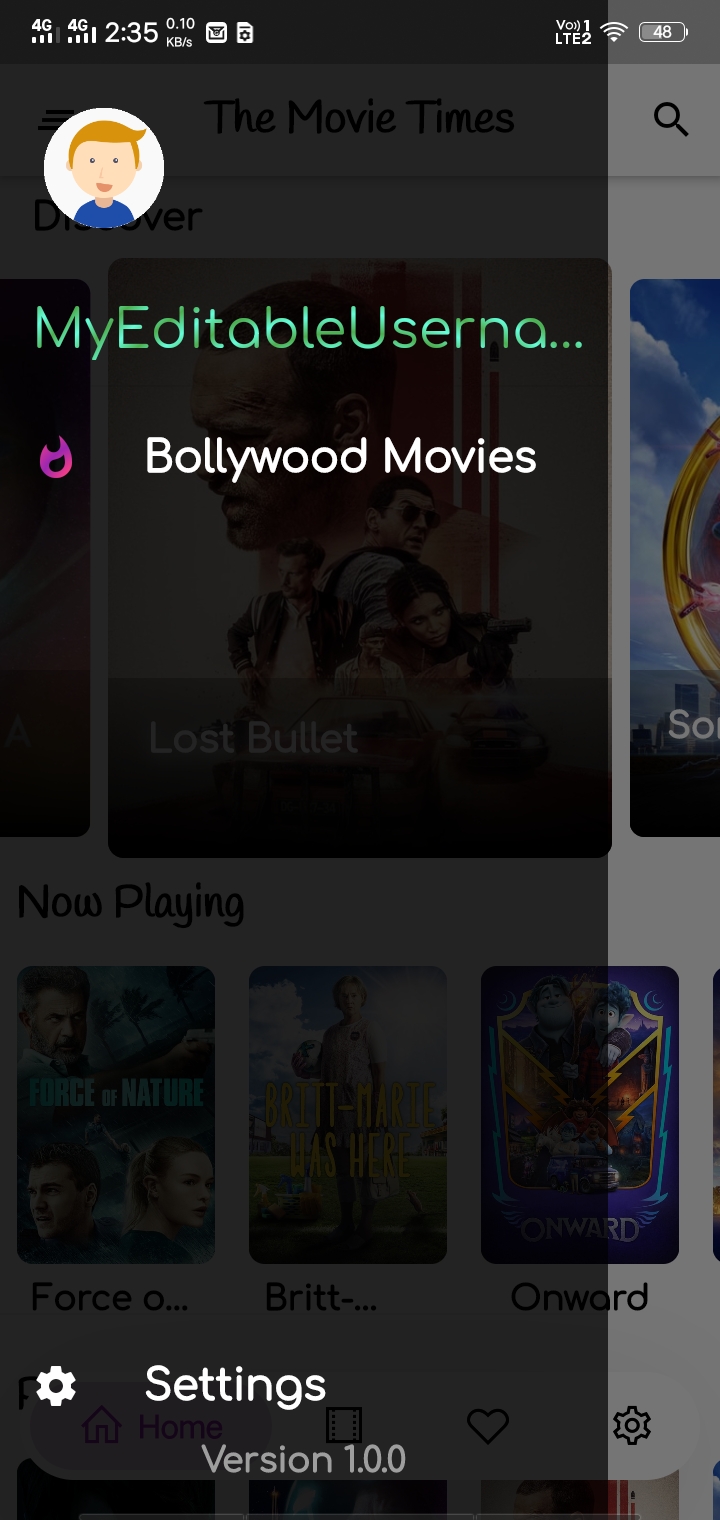 4G 4G 2:35 0.10 KB/s Vo)) 1 LTE2 48
The Movie Times
Discover
MyEditableUserna...
Bollywood Movies
A
Lost Bullet
Now Playing
FORCE OF NATURE
BRITT-MARIE
WAS HERE
ONWARD
Force o...
Britt-...
Onward
Settings
Home
Version 1.0.0